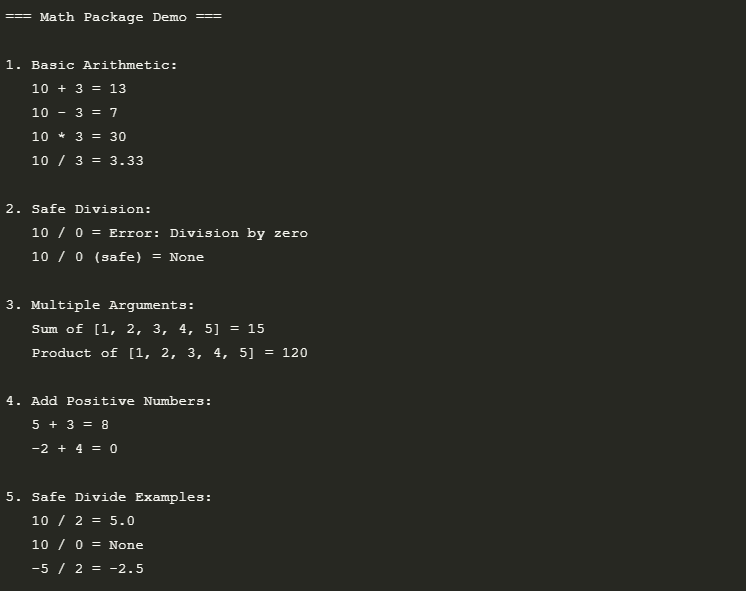 === Math Package Demo ===
1. Basic Arithmetic:
10 + 3 = 13
10 - 3 = 7
10 * 3 = 30
10 / 3 = 3.33
2. Safe Division:
10 / 0 = Error: Division by zero
10 / 0 (safe) = None
3. Multiple Arguments:
Sum of [1, 2, 3, 4, 5] = 15
Product of [1, 2, 3, 4, 5] = 120
4. Add Positive Numbers:
5 + 3 = 8
-2 + 4 = 0
5. Safe Divide Examples:
10 / 2 = 5.0
10 / 0 = None
-5 / 2 = -2.5